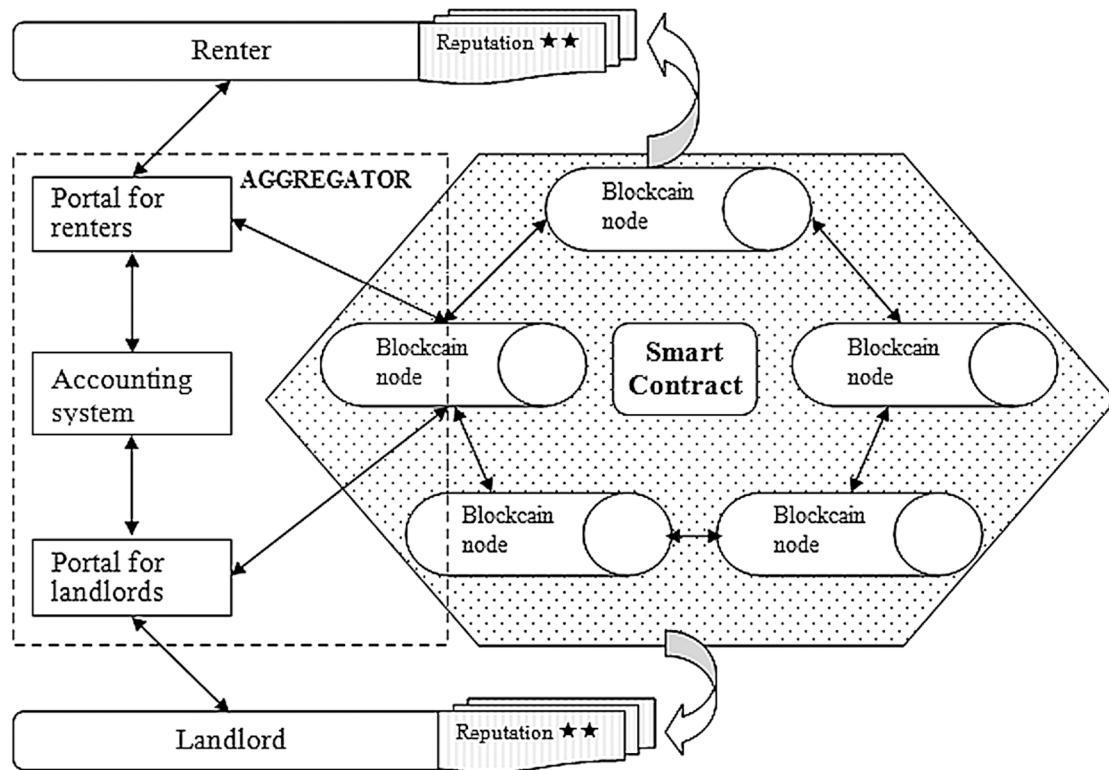 Renter
Reputation ★★
AGGREGATOR
Portal for
renters
Blockcain
node
Blockcain
node
Smart
Contract
Blockcain
node
Accounting
system
Blockcain
node
Blockcain
node
Portal for
landlords
Landlord
Reputation ★★